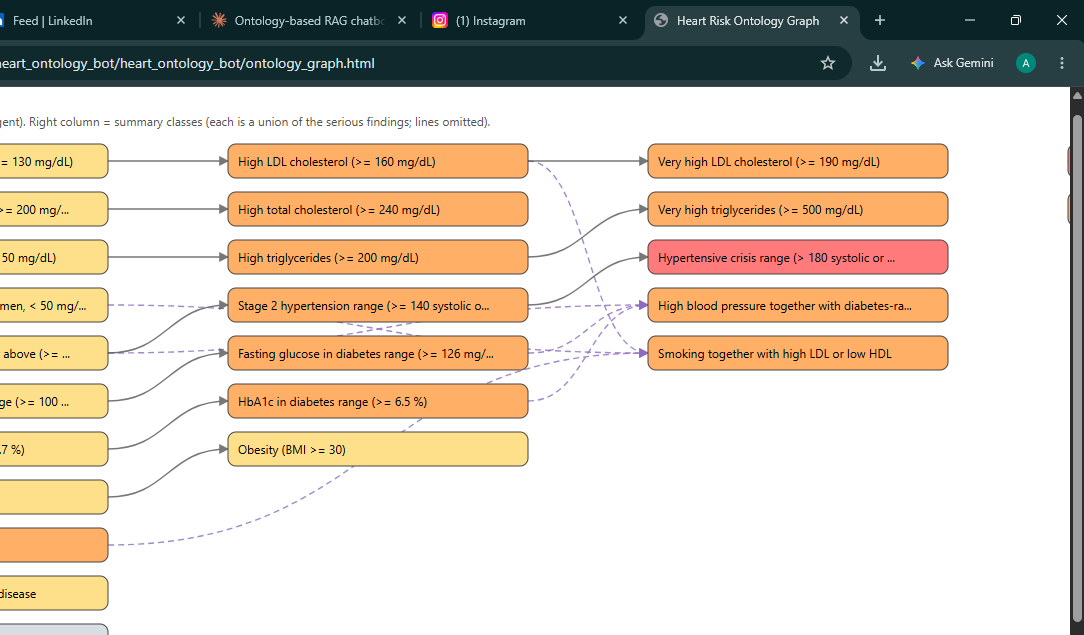 Feed | LinkedIn
Ontology-based RAG chatbo
(1) Instagram
Heart Risk Ontology Graph
eart_ontology_bot/heart_ontology_bot/ontology_graph.html
Ask Gemini
A
gent). Right column = summary classes (each is a union of the serious findings; lines omitted).
= 130 mg/dL)
High LDL cholesterol (>= 160 mg/dL)
Very high LDL cholesterol (>= 190 mg/dL)
>= 200 mg/...
High total cholesterol (>= 240 mg/dL)
Very high triglycerides (>= 500 mg/dL)
50 mg/dL)
High triglycerides (>= 200 mg/dL)
Hypertensive crisis range (> 180 systolic or ...
men, < 50 mg/...
Stage 2 hypertension range (>= 140 systolic o...
High blood pressure together with diabetes-ra...
above (>= ...
Fasting glucose in diabetes range (>= 126 mg/...
Smoking together with high LDL or low HDL
ge (>= 100 ...
HbA1c in diabetes range (>= 6.5 %)
.7 %)
Obesity (BMI >= 30)
disease